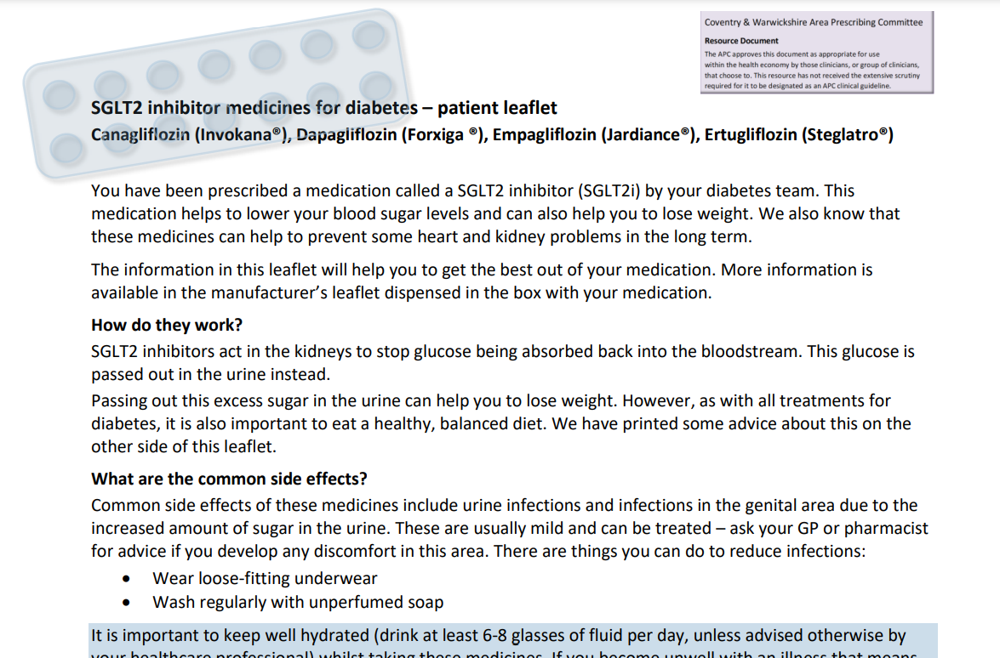 Coventry & Warwickshire Area Prescribing Committee
Resource Document
The APC approves this document as appropriate for use
within the health economy by those clinicians, or group of clinicians,
that choose to. This resource has not received the extensive scrutiny
required for it to be designated as an APC clinical guideline.
SGLT2 inhibitor medicines for diabetes – patient leaflet
Canagliflozin (Invokana®), Dapagliflozin (Forxiga ®), Empagliflozin (Jardiance®), Ertugliflozin (Steglatro®)
You have been prescribed a medication called a SGLT2 inhibitor (SGLT2i) by your diabetes team. This
medication helps to lower your blood sugar levels and can also help you to lose weight. We also know that
these medicines can help to prevent some heart and kidney problems in the long term.
The information in this leaflet will help you to get the best out of your medication. More information is
available in the manufacturer’s leaflet dispensed in the box with your medication.
How do they work?
SGLT2 inhibitors act in the kidneys to stop glucose being absorbed back into the bloodstream. This glucose is
passed out in the urine instead.
Passing out this excess sugar in the urine can help you to lose weight. However, as with all treatments for
diabetes, it is also important to eat a healthy, balanced diet. We have printed some advice about this on the
other side of this leaflet.
What are the common side effects?
Common side effects of these medicines include urine infections and infections in the genital area due to the
increased amount of sugar in the urine. These are usually mild and can be treated – ask your GP or pharmacist
for advice if you develop any discomfort in this area. There are things you can do to reduce infections:
• Wear loose-fitting underwear
• Wash regularly with unperfumed soap
It is important to keep well hydrated (drink at least 6-8 glasses of fluid per day, unless advised otherwise by
your healthcare professional) whilst taking these medicines. If you become unwell with an illness that means